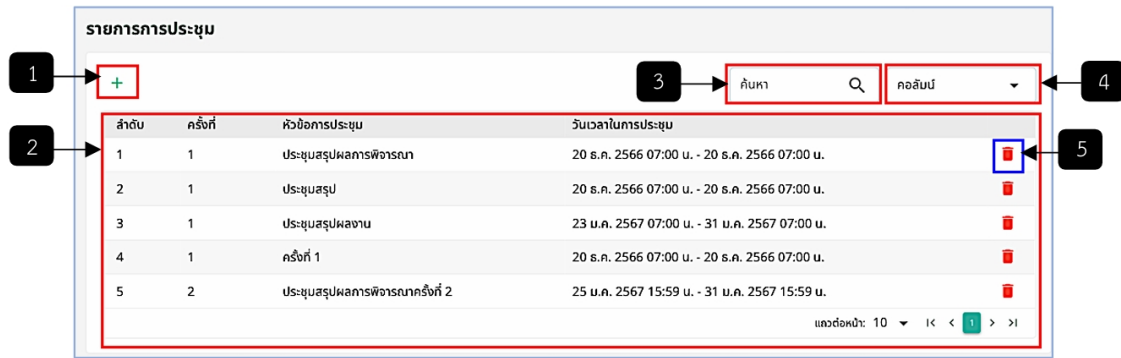 รายการการประชุม
1
+
3
ค้นหา
คอลัมน์
4
2
ลำดับ ครั้งที่ หัวข้อการประชุม วันเวลาในการประชุม
1 1 ประชุมสรุปผลการพิจารณา 20 ธ.ค. 2566 07:00 น. - 20 ธ.ค. 2566 07:00 น.
5
2 1 ประชุมสรุป 20 ธ.ค. 2566 07:00 น. - 20 ธ.ค. 2566 07:00 น.
3 1 ประชุมสรุปผลงาน 23 ม.ค. 2567 07:00 น. - 31 ม.ค. 2567 07:00 น.
4 1 ครั้งที่ 1 20 ธ.ค. 2566 07:00 น. - 20 ธ.ค. 2566 07:00 น.
5 2 ประชุมสรุปผลการพิจารณาครั้งที่ 2 25 ม.ค. 2567 15:59 น. - 31 ม.ค. 2567 15:59 น.
แถวต่อหน้า: 10 1